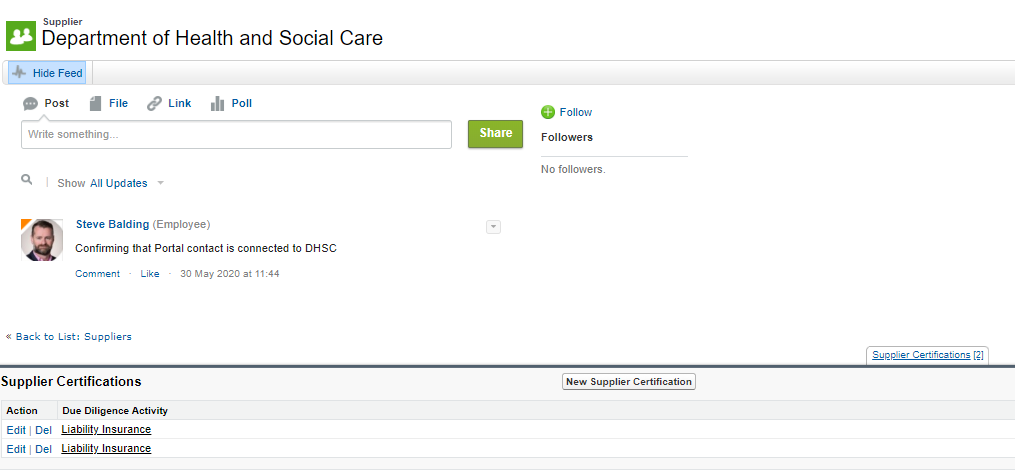 Supplier
Department of Health and Social Care
Hide Feed
Post File Link Poll
Write something...
Share
Follow
Followers
No followers.
Show All Updates
Steve Balding (Employee)
Confirming that Portal contact is connected to DHSC
Comment · Like · 30 May 2020 at 11:44
« Back to List: Suppliers
Supplier Certifications [2]
Supplier Certifications
New Supplier Certification
Action Due Diligence Activity
Edit | Del Liability Insurance
Edit | Del Liability Insurance